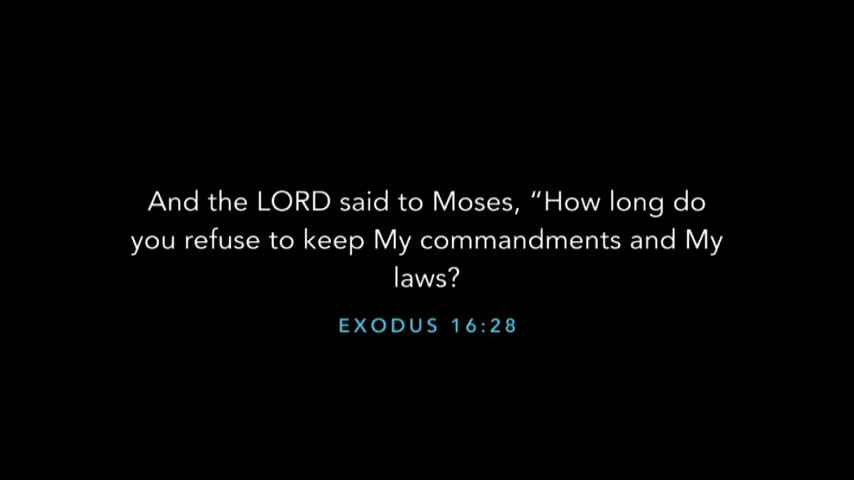 And the LORD said to Moses, “How long do
you refuse to keep My commandments and My
laws?
EXODUS 16:28